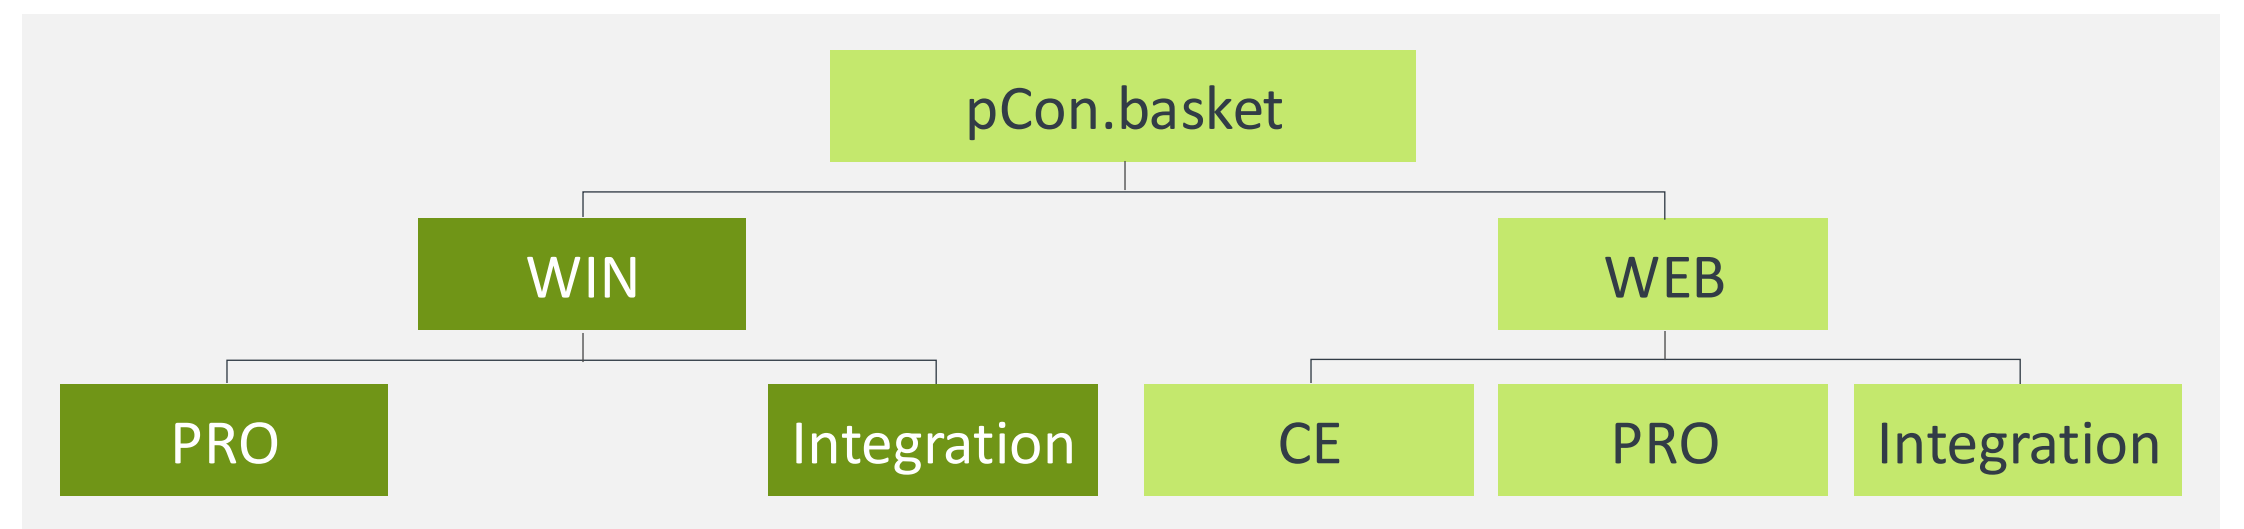 pCon.basket
WIN
WEB
PRO
Integration
CE
PRO
Integration